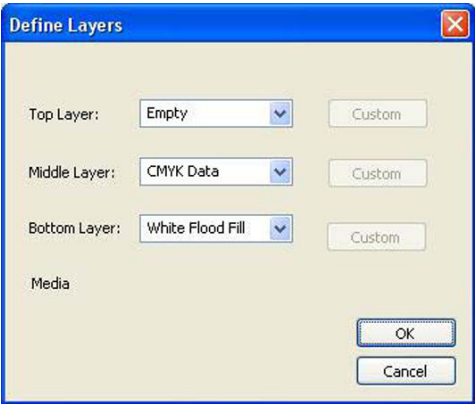 Define Layers
Top Layer: Empty Custom
Middle Layer: CMYK Data Custom
Bottom Layer: White Flood Fill Custom
Media
OK
Cancel